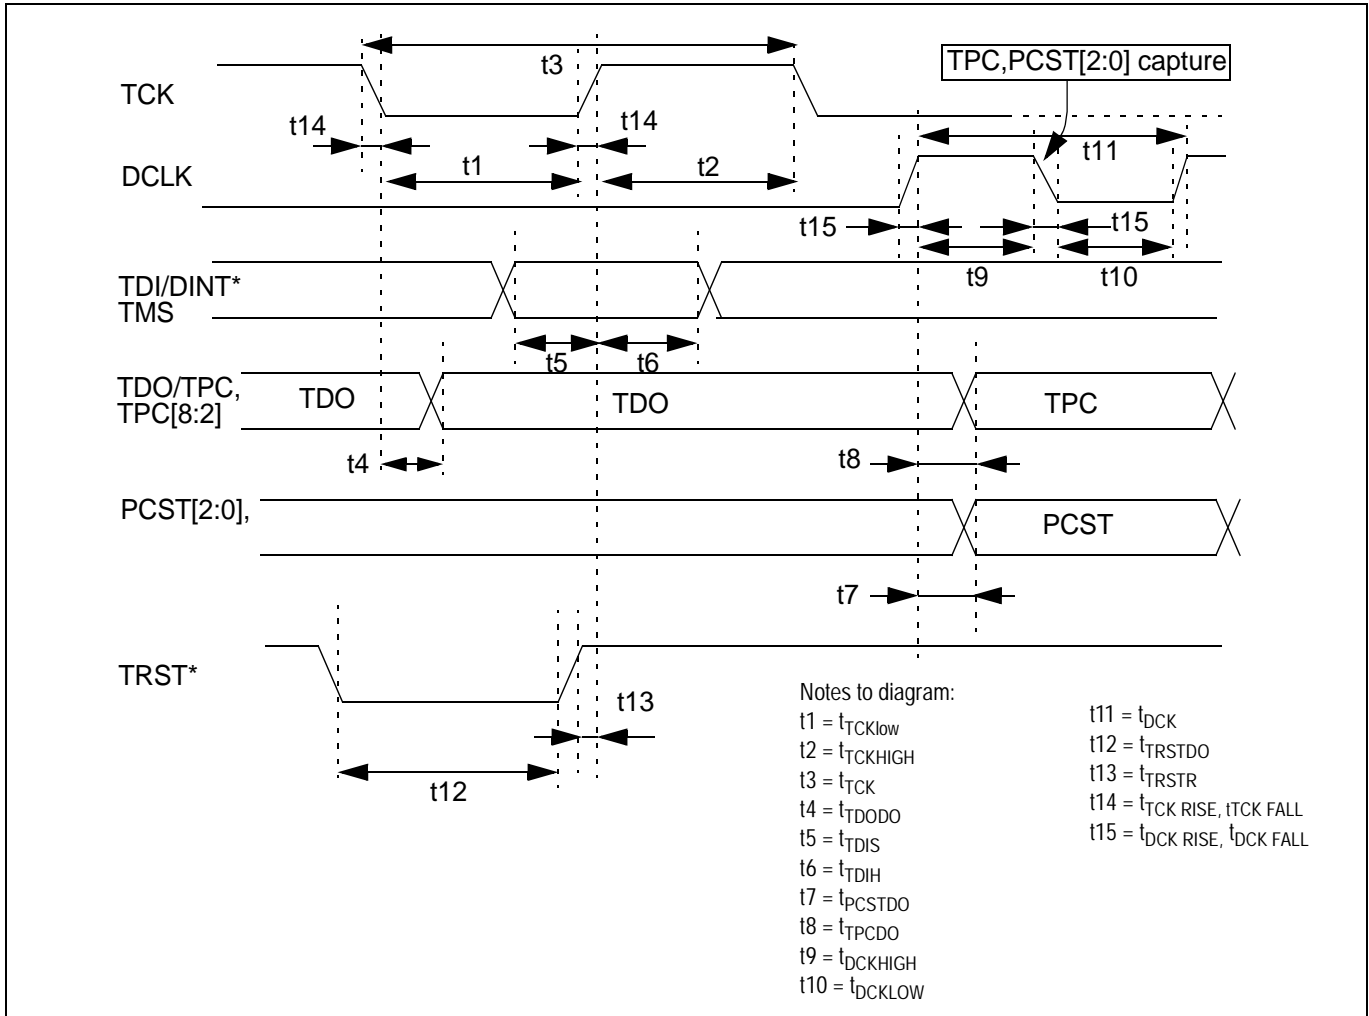 t3
TPC,PCST[2:0] capture
TCK
t14
t14
t11
DCLK
t1
t2
t15
t15
t9
t10
TDI/DINT*
TMS
t5
t6
TDO/TPC,
TPC[8:2]
TDO
TDO
TPC
t4
t8
PCST[2:0],
PCST
t7
TRST*
t13
t12
Notes to diagram:
t1 = tTCKlow
t2 = tTCKHIGH
t3 = tTCK
t4 = tTDODO
t5 = tTDIS
t6 = tTDIH
t7 = tPCSTDO
t8 = tTPCDO
t9 = tDCKHIGH
t10 = tDCKLOW
t11 = tDCK
t12 = tTRSTDO
t13 = tTRSTR
t14 = tTCK RISE, tTCK FALL
t15 = tDCK RISE, tDCK FALL